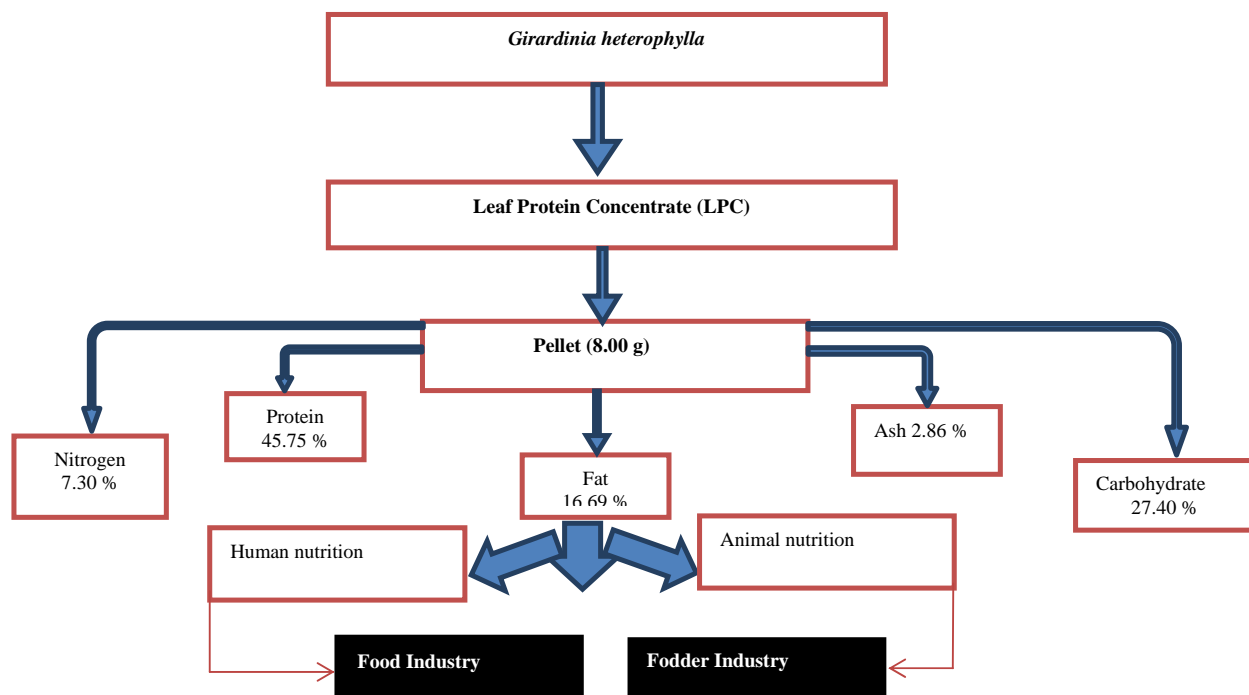 Girardinia heterophylla
Leaf Protein Concentrate (LPC)
Pellet (8.00 g)
Nitrogen
7.30 %
Protein
45.75 %
Fat
16.69 %
Ash 2.86 %
Carbohydrate
27.40 %
Human nutrition
Animal nutrition
Food Industry
Fodder Industry